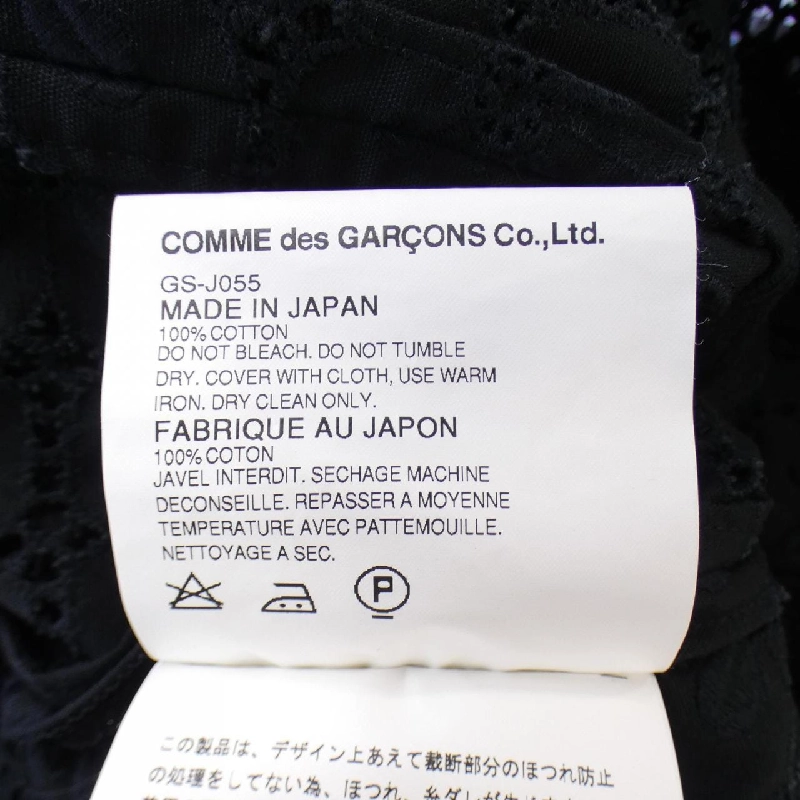 COMME des GARÇONS Co.,Ltd.
GS-J055
MADE IN JAPAN
100% COTTON
DO NOT BLEACH. DO NOT TUMBLE
DRY. COVER WITH CLOTH, USE WARM
IRON. DRY CLEAN ONLY.
FABRIQUE AU JAPON
100% COTON
JAVEL INTERDIT. SECHAGE MACHINE
DECONSEILLE. REPASSER A MOYENNE
TEMPERATURE AVEC PATTEMOUILLE.
NETTOYAGE A SEC.
P
この製品は、デザイン上あえて裁断部分のほつれ防止
の処理をしてない為、ほつれ、糸ダレが